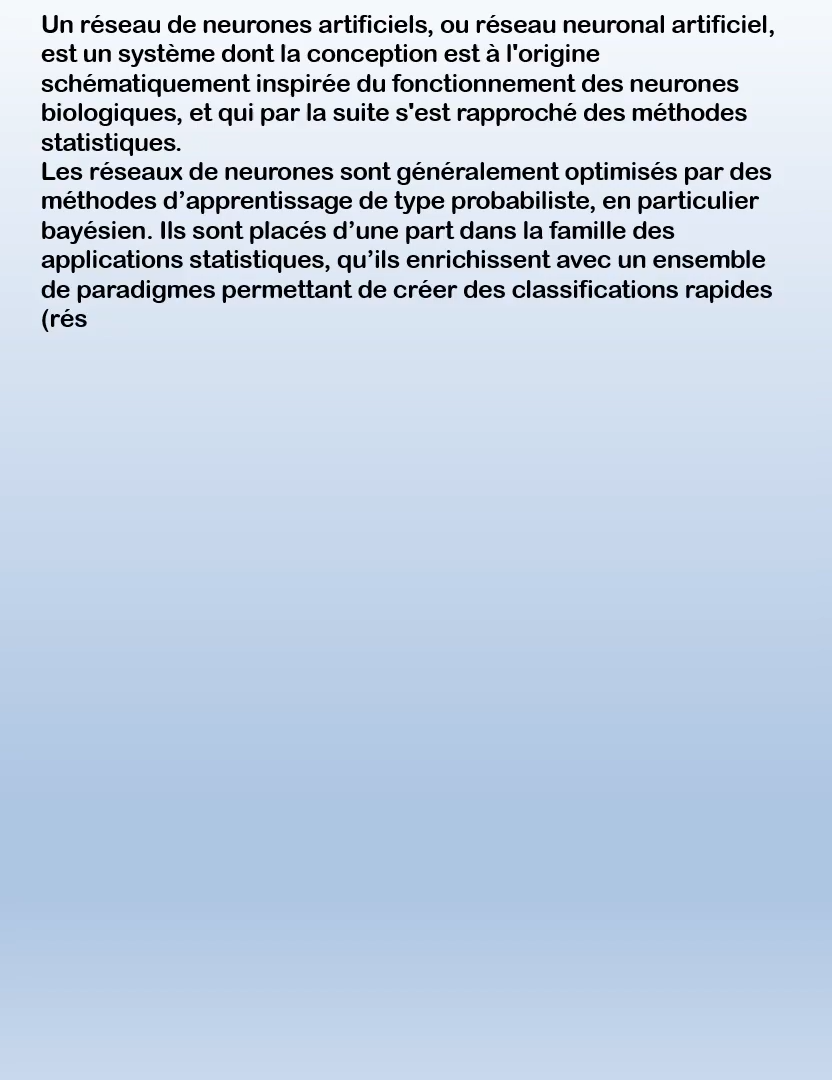 Un réseau de neurones artificiels, ou réseau neuronal artificiel,
est un système dont la conception est à l'origine
schématiquement inspirée du fonctionnement des neurones
biologiques, et qui par la suite s'est rapproché des méthodes
statistiques.
Les réseaux de neurones sont généralement optimisés par des
méthodes d’apprentissage de type probabiliste, en particulier
bayésien. Ils sont placés d’une part dans la famille des
applications statistiques, qu’ils enrichissent avec un ensemble
de paradigmes permettant de créer des classifications rapides
(rés